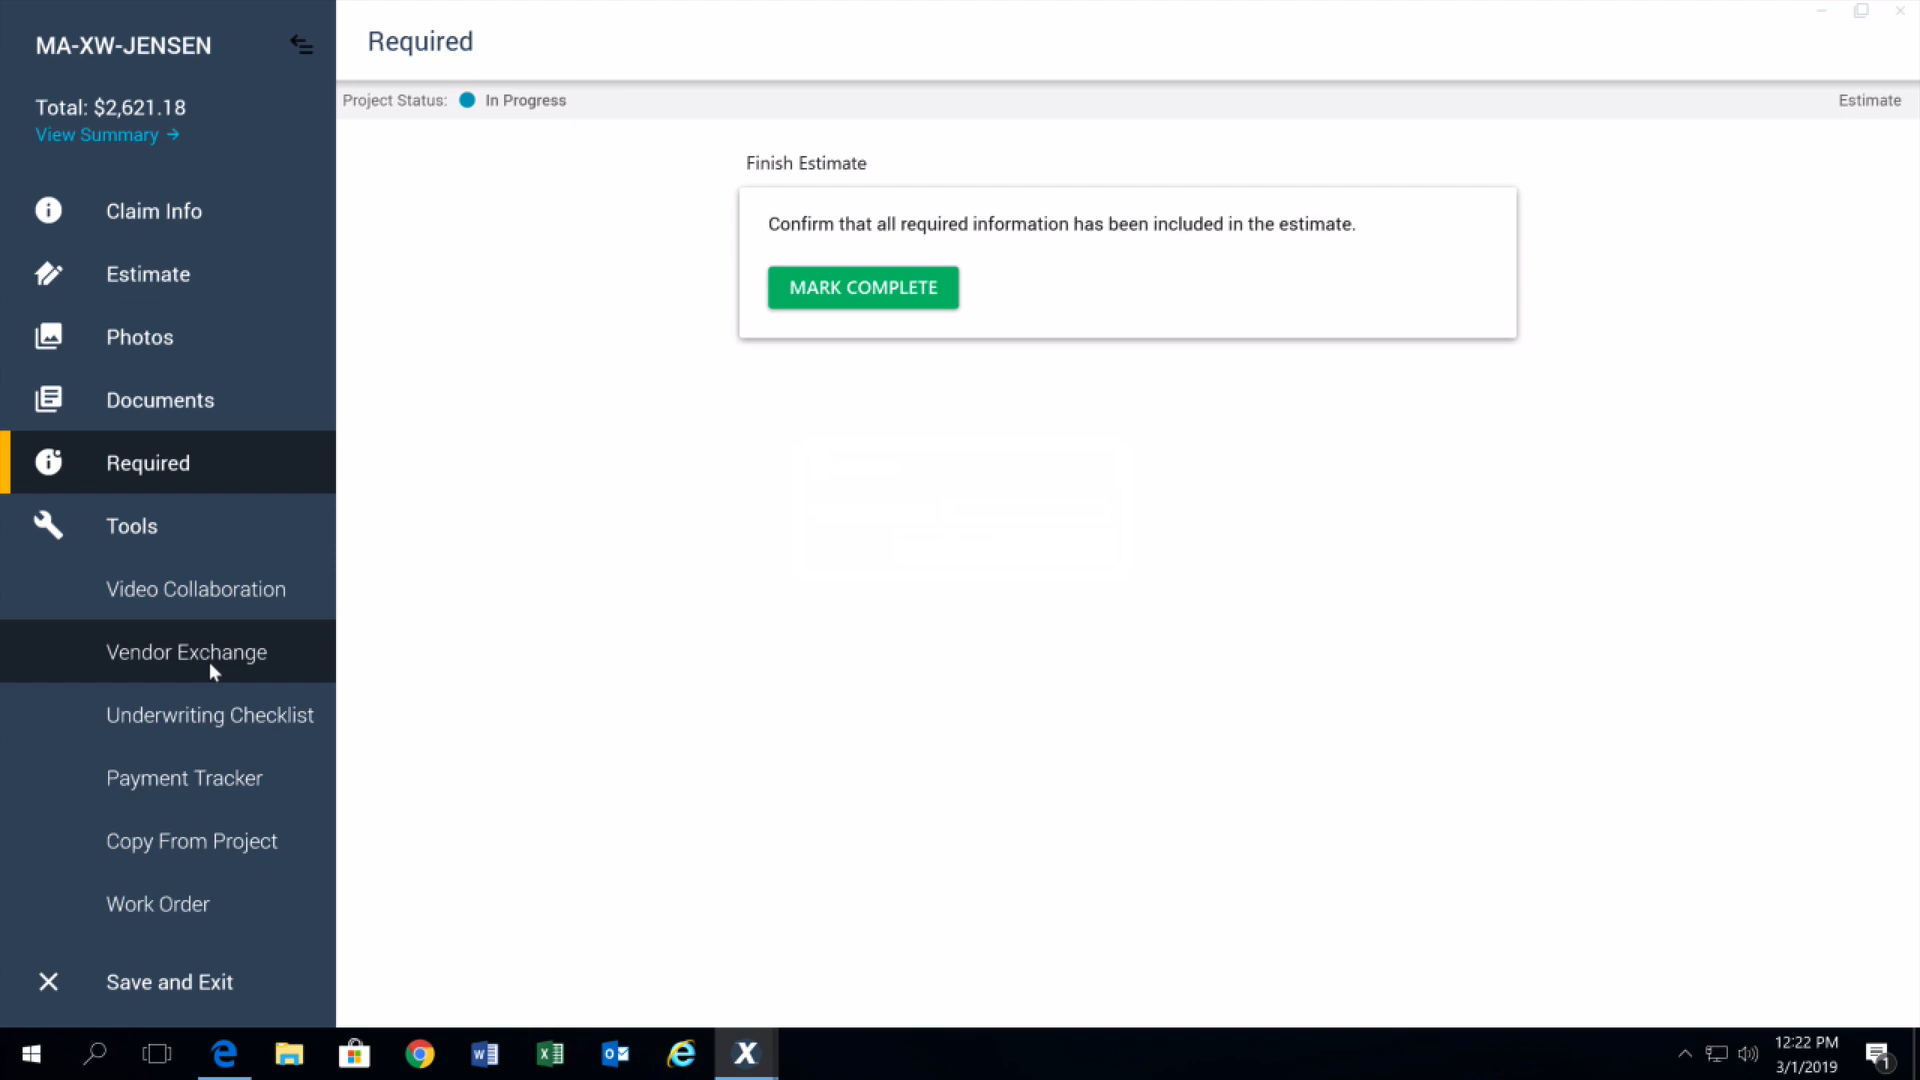 MA-XW-JENSEN
Total: $2,621.18
View Summary →
Claim Info
Estimate
Photos
Documents
Required
Tools
Video Collaboration
Vendor Exchange
Underwriting Checklist
Payment Tracker
Copy From Project
Work Order
Save and Exit
Required
Project Status: In Progress
Estimate
Finish Estimate
Confirm that all required information has been included in the estimate.
MARK COMPLETE
12:22 PM
3/1/2019
1